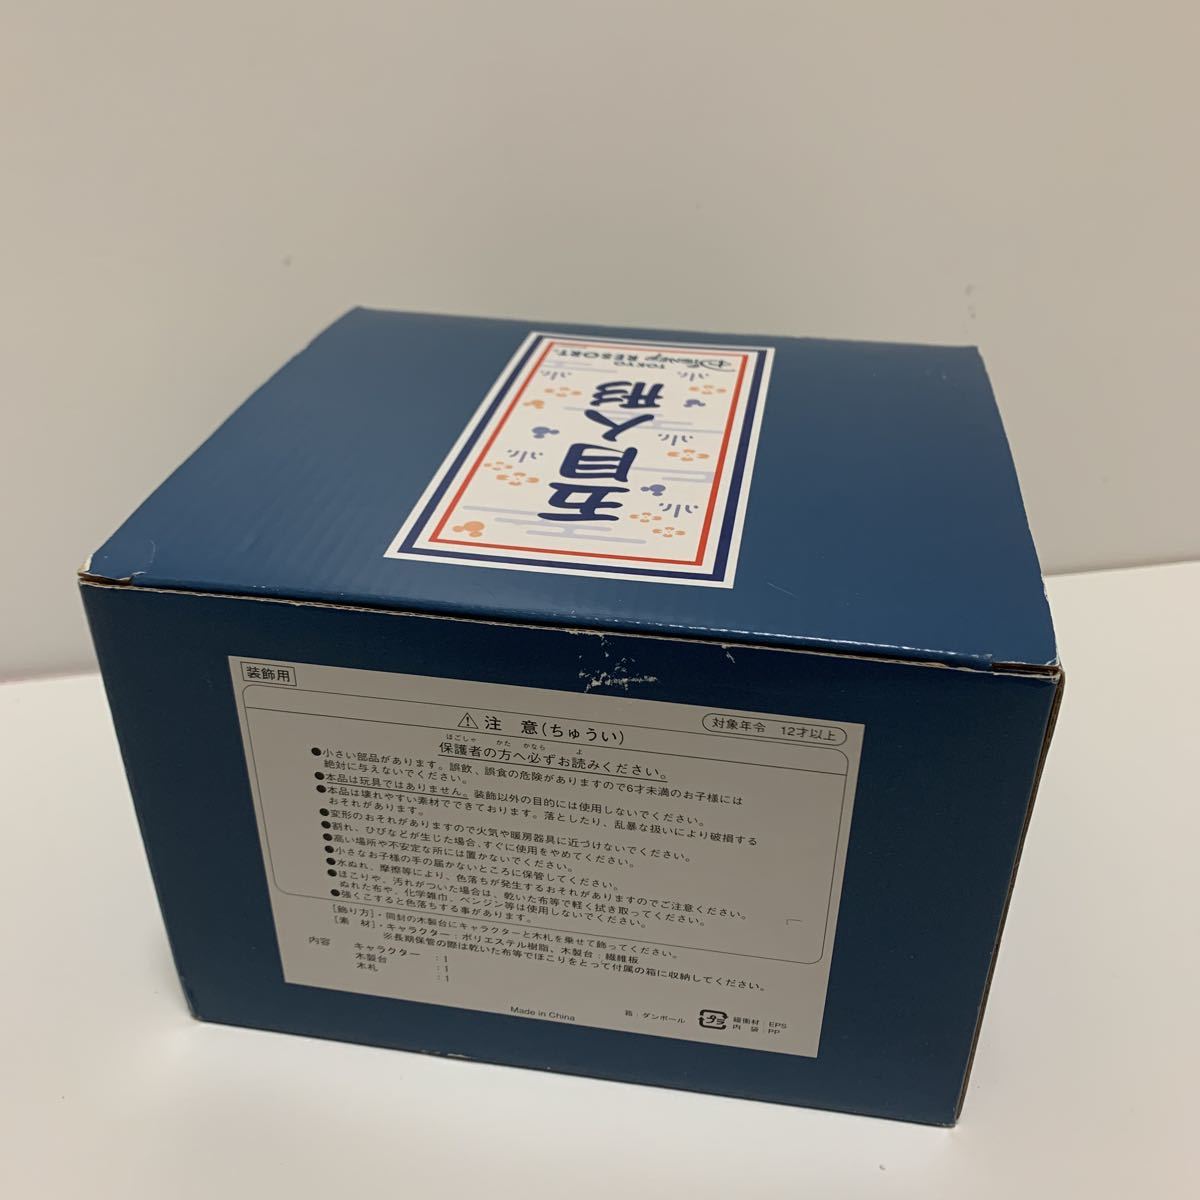 TOKYO
Disney RESORT
五月人形
装飾用
対象年令 12才以上
注 意(ちゅうい)
ほごしゃ かた かなら よ
保護者の方へ必ずお読みください。
●小さい部品があります。誤飲、誤食の危険がありますので6才未満のお子様には
絶対に与えないでください。
●本品は玩具ではありません。装飾以外の目的には使用しないでください。
●本品は壊れやすい素材でできております。落としたり、乱暴な扱いにより破損する
おそれがあります。
●変形のおそれがありますので火気や暖房器具に近づけないでください。
●割れ、ひびなどが生じた場合、すぐに使用をやめてください。
●高い場所や不安定な所には置かないでください。
●小さなお子様の手の届かないところに保管してください。
●水ぬれ、摩擦等により、色落ちが発生するおそれがありますのでご注意ください。
●ほこりや、汚れがついた場合は、乾いた布等で軽く拭き取ってください。
ぬれた布や、化学雑巾、ベンジン等は使用しないでください。
●強くこすると色落ちする事があります。
[飾り方]・同封の木製台にキャラクターと木札を乗せて飾ってください。
[素 材]・キャラクター：ポリエステル樹脂、木製台：繊維板
※長期保管の際は乾いた布等でほこりをとって付属の箱に収納してください。
内容 キャラクター ：1
木製台 ：1
木札 ：1
Made in China
箱：ダンボール
プラ
緩衝材：EPS
内 袋：PP